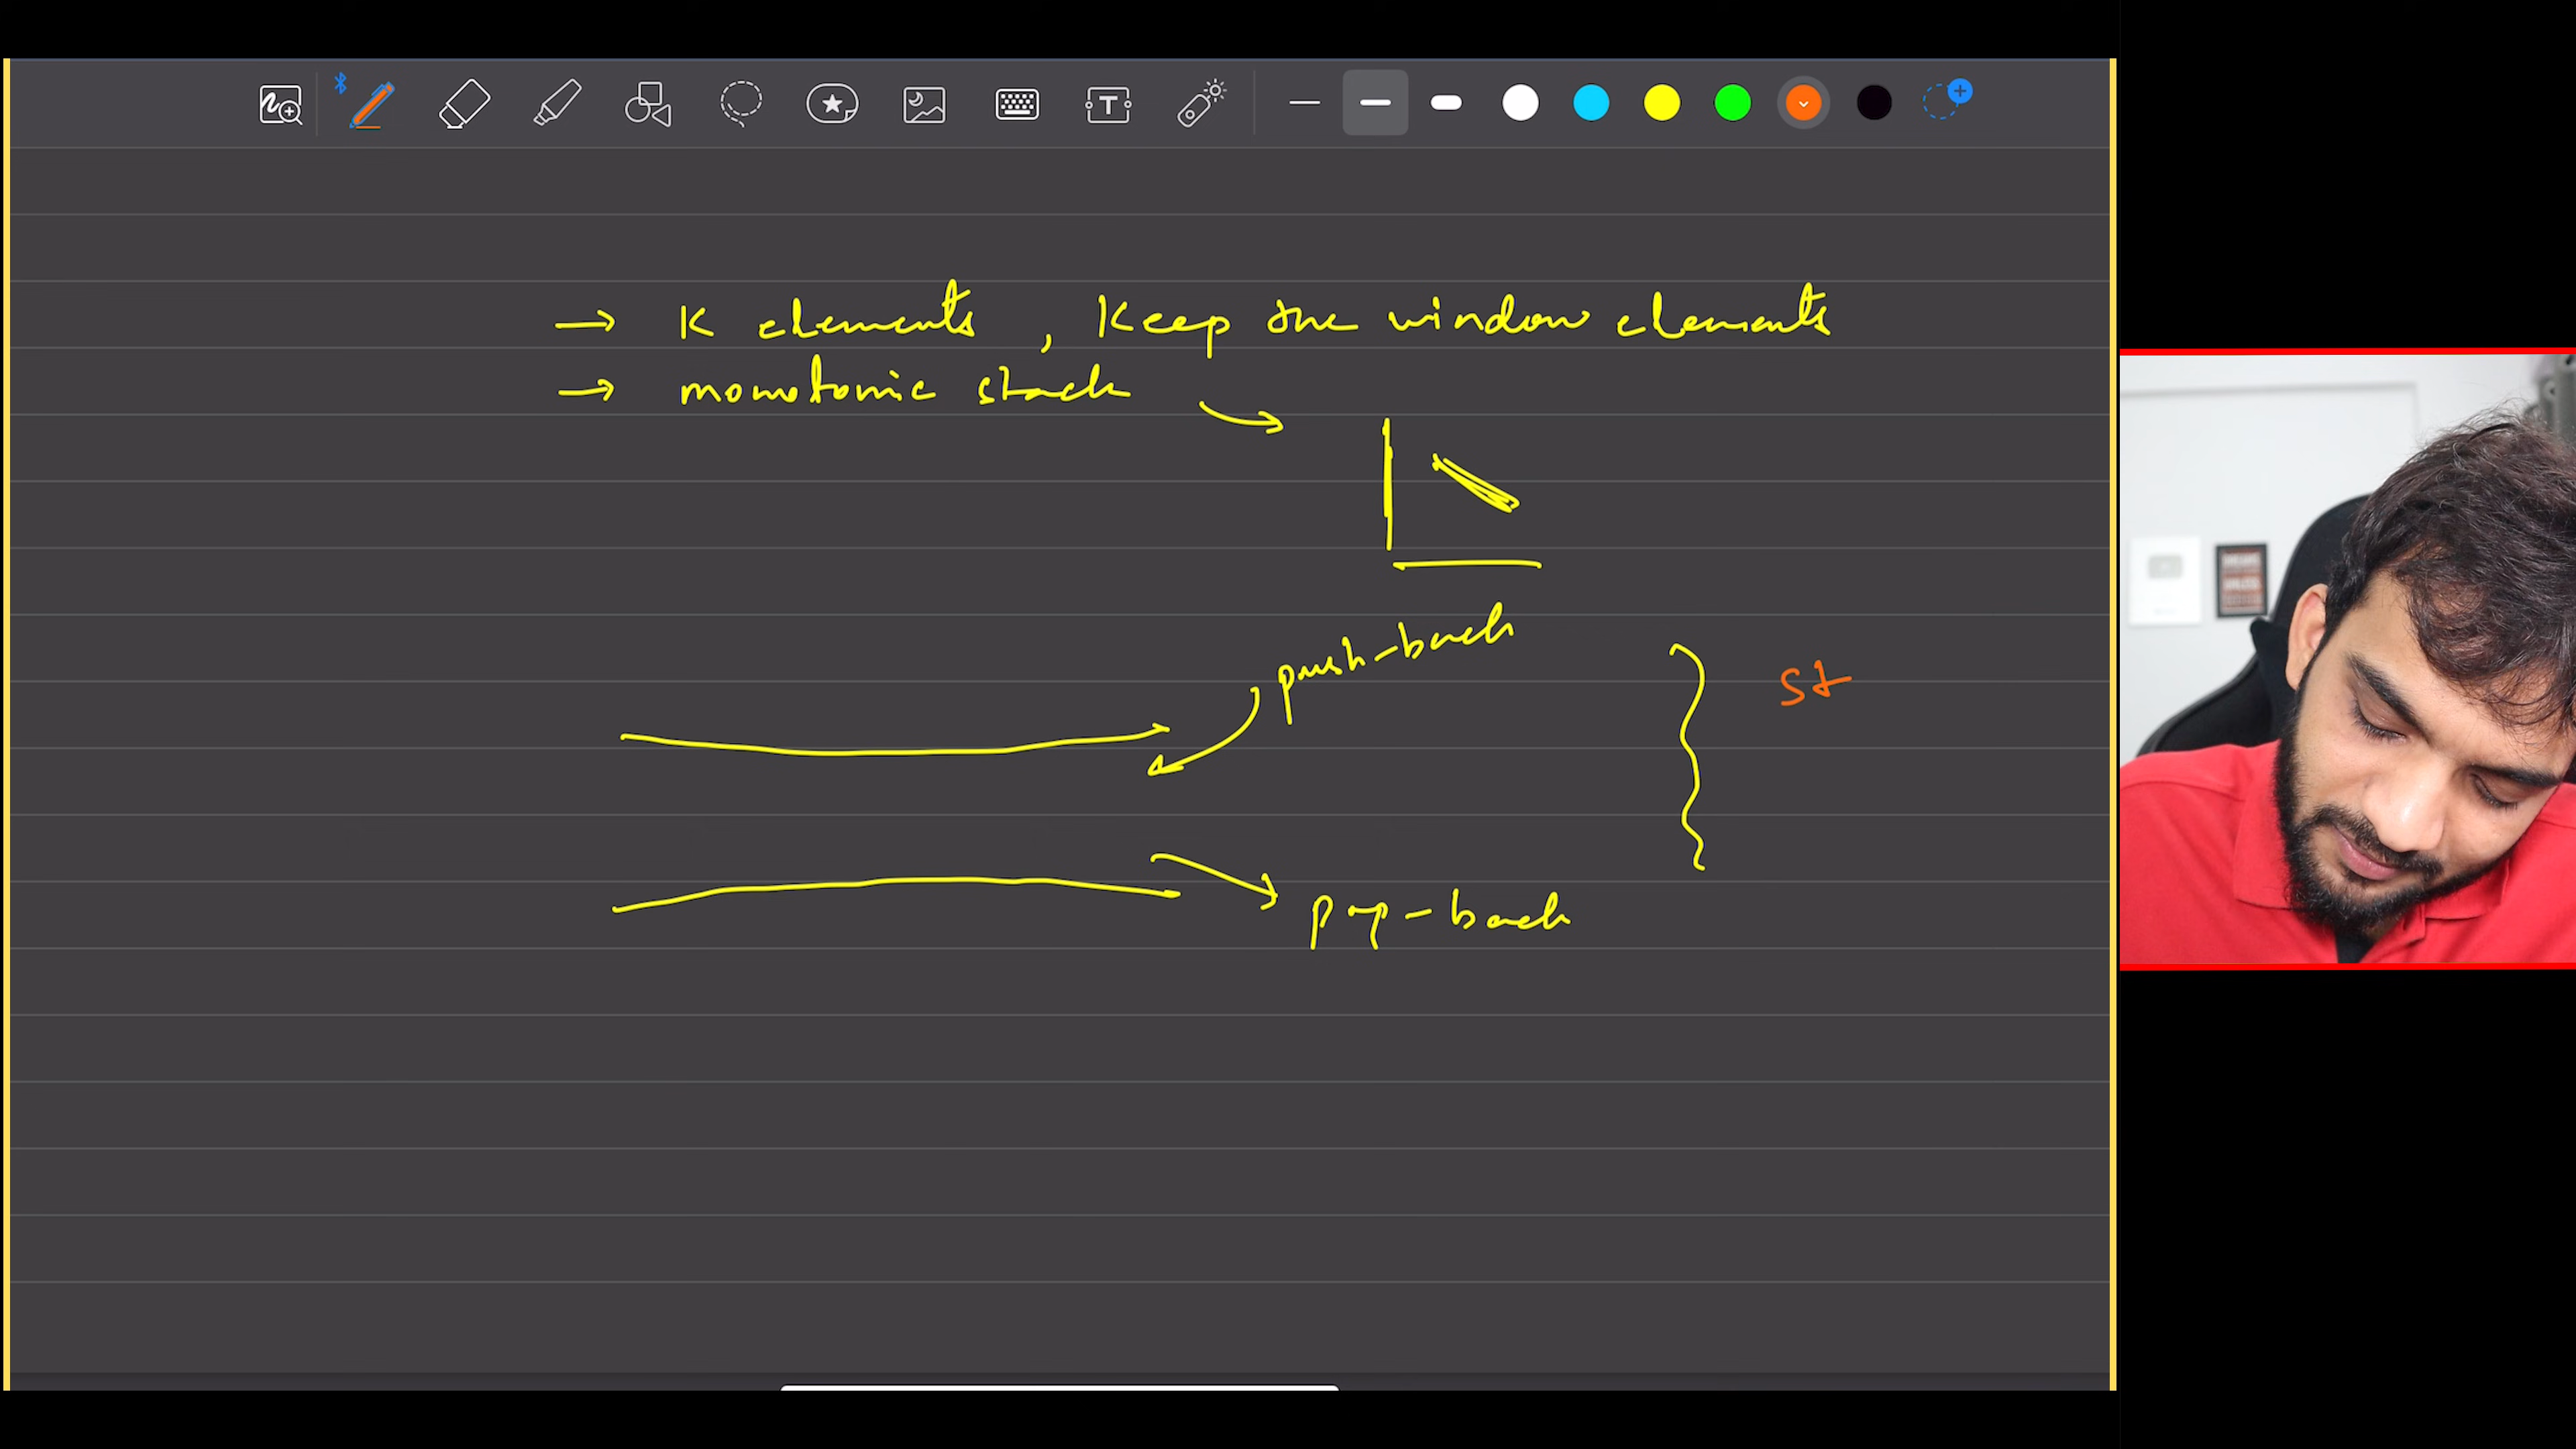 → K elements, Keep the window elements
→ monotonic stack
push-back
st
pop-back
T